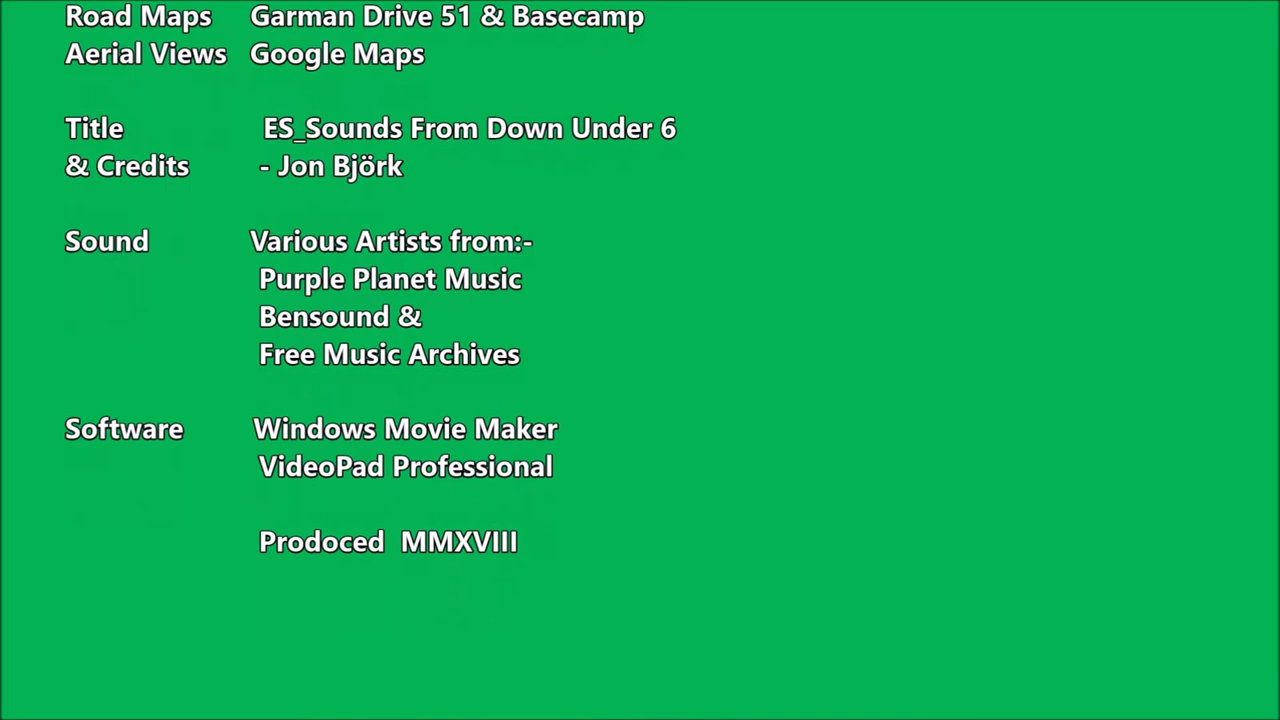 Road Maps Garman Drive 51 & Basecamp
Aerial Views Google Maps
Title ES_Sounds From Down Under 6
& Credits - Jon Björk
Sound Various Artists from:-
Purple Planet Music
Bensound &
Free Music Archives
Software Windows Movie Maker
VideoPad Professional
Prodoced MMXVIII